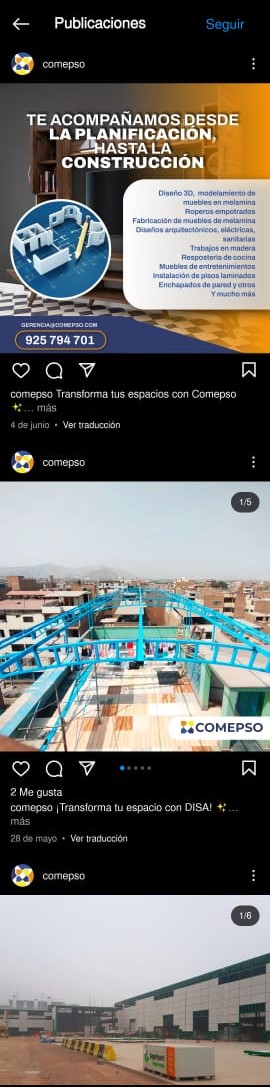 Publicaciones
Seguir
comepso
TE ACOMPAÑAMOS DESDE
LA PLANIFICACIÓN,
HASTA LA
CONSTRUCCIÓN
Diseño 3D, modelamiento de
muebles en melamina
Roperos empotrados
Fabricación de muebles de melamina
Diseños arquitectónicos, eléctricas,
sanitarias
Trabajos en madera
Respostería de cocina
Muebles de entretenimientos
Instalación de pisos laminados
Enchapados de pared y otros
Y mucho más
GERENCIA@COMEPSO.COM
925 794 701
comepso Transforma tus espacios con Comepso
✨... más
4 de junio • Ver traducción
comepso
1/5
COMEPSO
2 Me gusta
comepso ¡Transforma tu espacio con DISA! ✨...
más
28 de mayo • Ver traducción
comepso
1/6